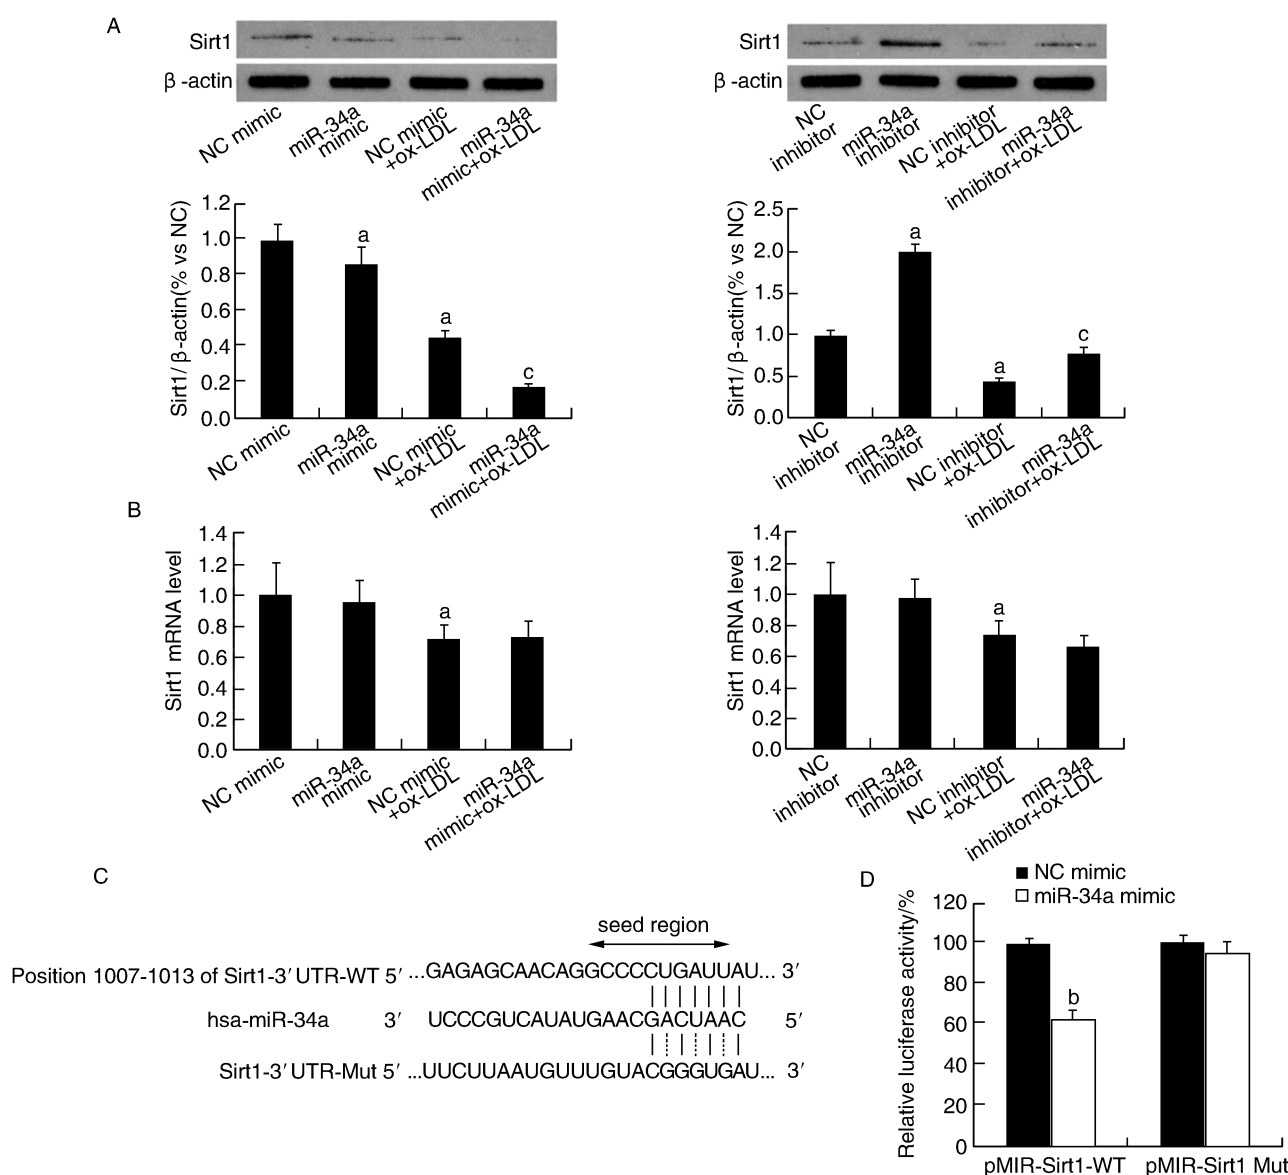 A
Sirt1
β-actin
NC mimic
miR-34a
mimic
NC mimic
+ox-LDL
miR-34a
mimic+ox-LDL
Sirt1
β-actin
NC
inhibitor
miR-34a
inhibitor
NC inhibitor
+ox-LDL
miR-34a
inhibitor+ox-LDL
Sirt1/β-actin(% vs NC)
1.2
1.0
0.8
0.6
0.4
0.2
0.0
a
a
c
NC mimic
miR-34a
mimic
NC mimic
+ox-LDL
miR-34a
mimic+ox-LDL
Sirt1/β-actin(% vs NC)
2.5
2.0
1.5
1.0
0.5
0.0
a
a
c
NC
inhibitor
miR-34a
inhibitor
NC inhibitor
+ox-LDL
miR-34a
inhibitor+ox-LDL
B
Sirt1 mRNA level
1.4
1.2
1.0
0.8
0.6
0.4
0.2
0.0
a
NC mimic
miR-34a
mimic
NC mimic
+ox-LDL
miR-34a
mimic+ox-LDL
Sirt1 mRNA level
1.4
1.2
1.0
0.8
0.6
0.4
0.2
0.0
a
NC
inhibitor
miR-34a
inhibitor
NC inhibitor
+ox-LDL
miR-34a
inhibitor+ox-LDL
C
seed region
Position 1007-1013 of Sirt1-3′UTR-WT 5′ ...GAGAGCAACAGGCCCCUGAUUAU... 3′
hsa-miR-34a 3′ UCCCGUCAUAUGAACGACUAAC 5′
Sirt1-3′UTR-Mut 5′ ...UUCUUAAUGUUUGUACGGGUGAU... 3′
D
NC mimic
miR-34a mimic
Relative luciferase activity/%
120
100
80
60
40
20
0
b
pMIR-Sirt1-WT
pMIR-Sirt1 Mut